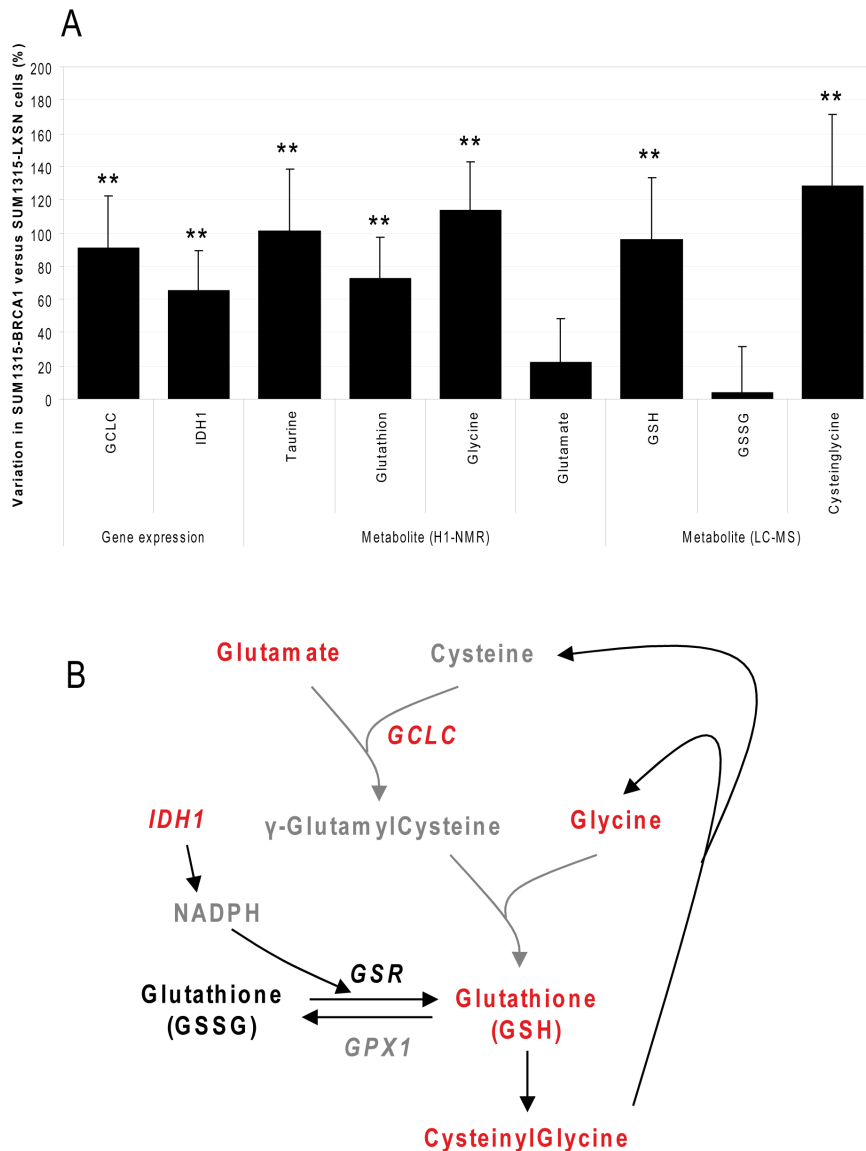 A
Variation in SUM1315-BRCA1 versus SUM1315-LXSN cells (%)
200
180
160
140
120
100
80
60
40
20
0
**
**
**
**
**
**
**
GCLC
IDH1
Taurine
Glutathion
Glycine
Glutamate
GSH
GSSG
Cysteinglycine
Gene expression
Metabolite (H1-NMR)
Metabolite (LC-MS)
B
Glutamate
Cysteine
GCLC
IDH1
γ-GlutamylCysteine
Glycine
NADPH
GSR
Glutathione
(GSSG)
Glutathione
(GSH)
GPX1
CysteinylGlycine